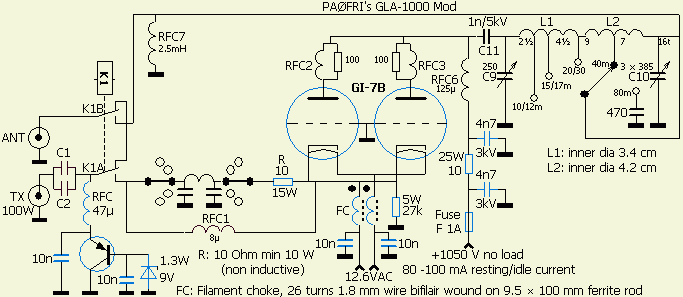 PAØFRI's GLA-1000 Mod
RFC7
2.5mH
K1
K1B
ANT
K1A
C1
C2
TX
100W
RFC
47µ
10n
10n
1.3W
9V
RFC2
100
100
RFC3
GI-7B
R
10
15W
RFC1
8µ
R: 10 Ohm min 10 W
(non inductive)
FC
10n
10n
12.6VAC
5W
27k
RFC6
125µ
1n/5kV
C11
250
C9
L1
2½
4½
L2
9
7
16t
10/12m
15/17m
20/30
40m
80m
3 × 385
C10
470
4n7
3kV
25W
10
4n7
3kV
Fuse
F 1A
L1: inner dia 3.4 cm
L2: inner dia 4.2 cm
+1050 V no load
80 -100 mA resting/idle current
FC: Filament choke, 26 turns 1.8 mm wire bifilair wound on 9.5 × 100 mm ferrite rod